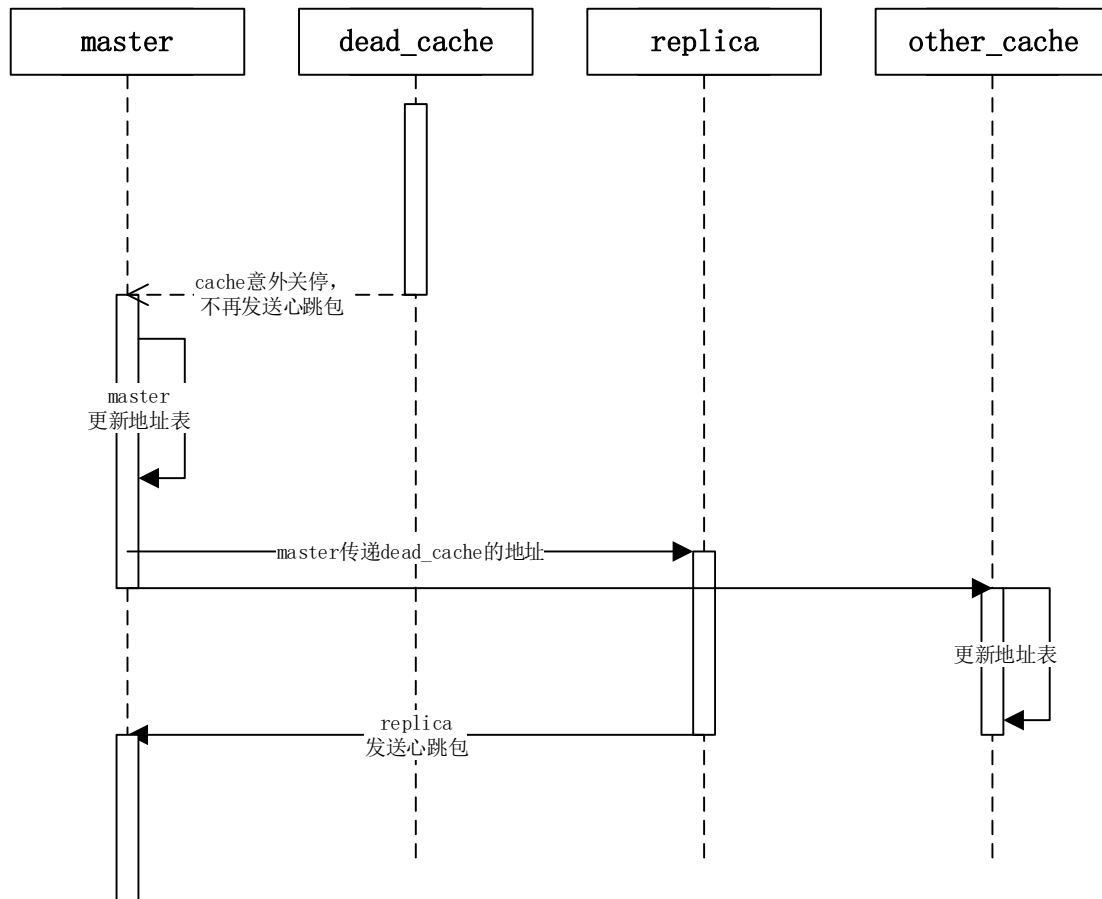 master
dead_cache
replica
other_cache
cache意外关停，
不再发送心跳包
master
更新地址表
master传递dead_cache的地址
更新地址表
replica
发送心跳包